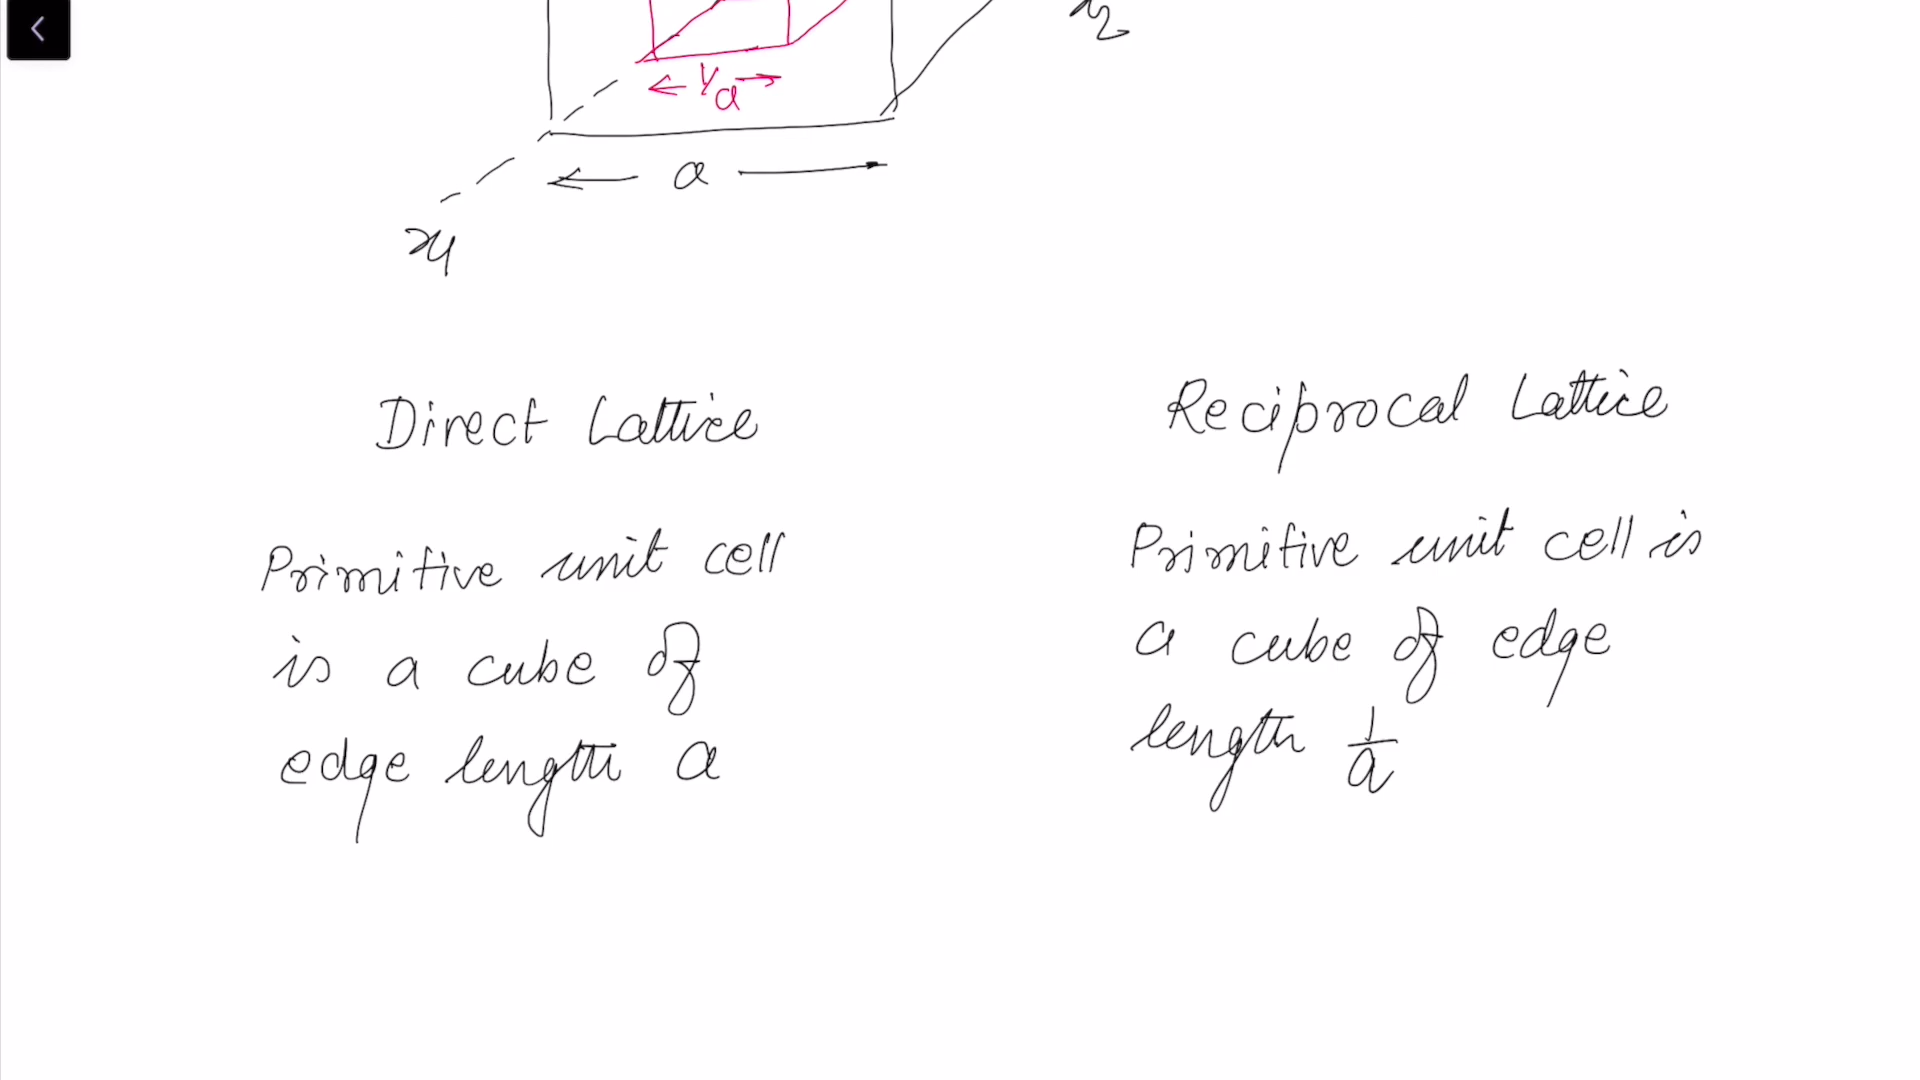 x2
1/a
a
x1
Direct Lattice
Reciprocal Lattice
Primitive unit cell
is a cube of
edge length a
Primitive unit cell is
a cube of edge
length 1/a